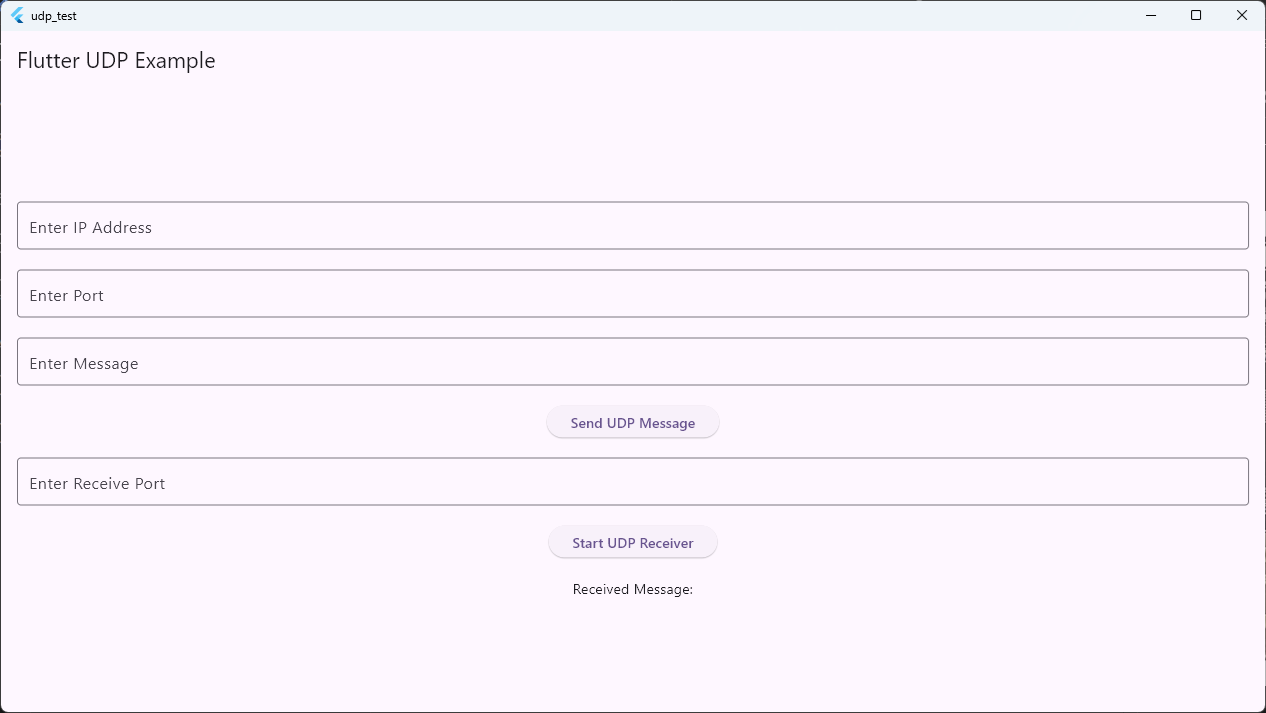 udp_test
Flutter UDP Example
Enter IP Address
Enter Port
Enter Message
Send UDP Message
Enter Receive Port
Start UDP Receiver
Received Message: